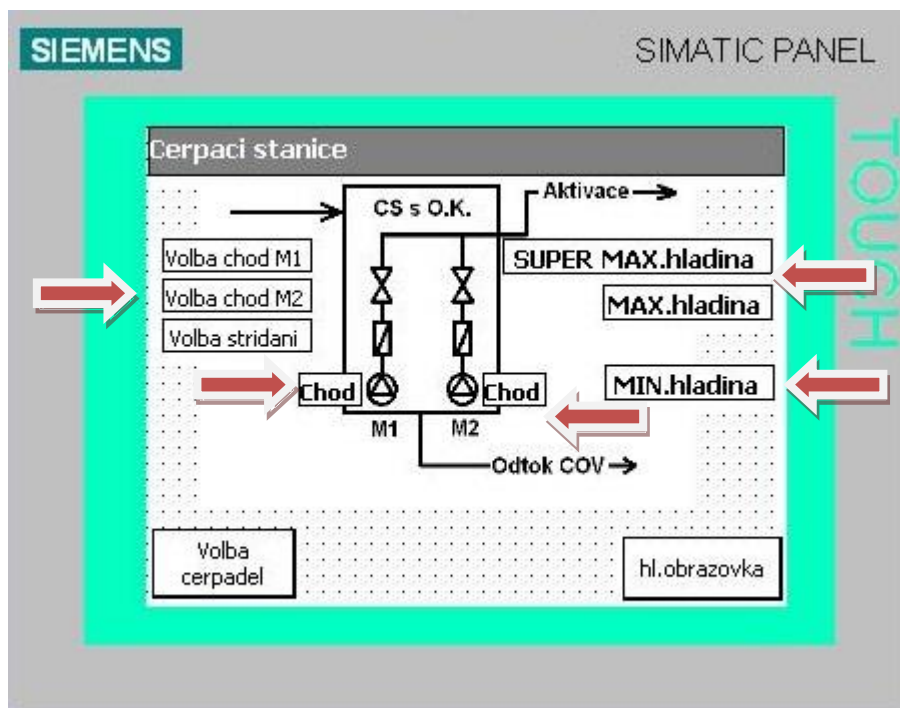 SIEMENS
SIMATIC PANEL
TOUCH
Cerpaci stanice
Aktivace
CS s O.K.
Volba chod M1
SUPER MAX.hladina
Volba chod M2
MAX.hladina
Volba stridani
Chod
Chod
MIN.hladina
M1
M2
Odtok COV
Volba
cerpadel
hl.obrazovka